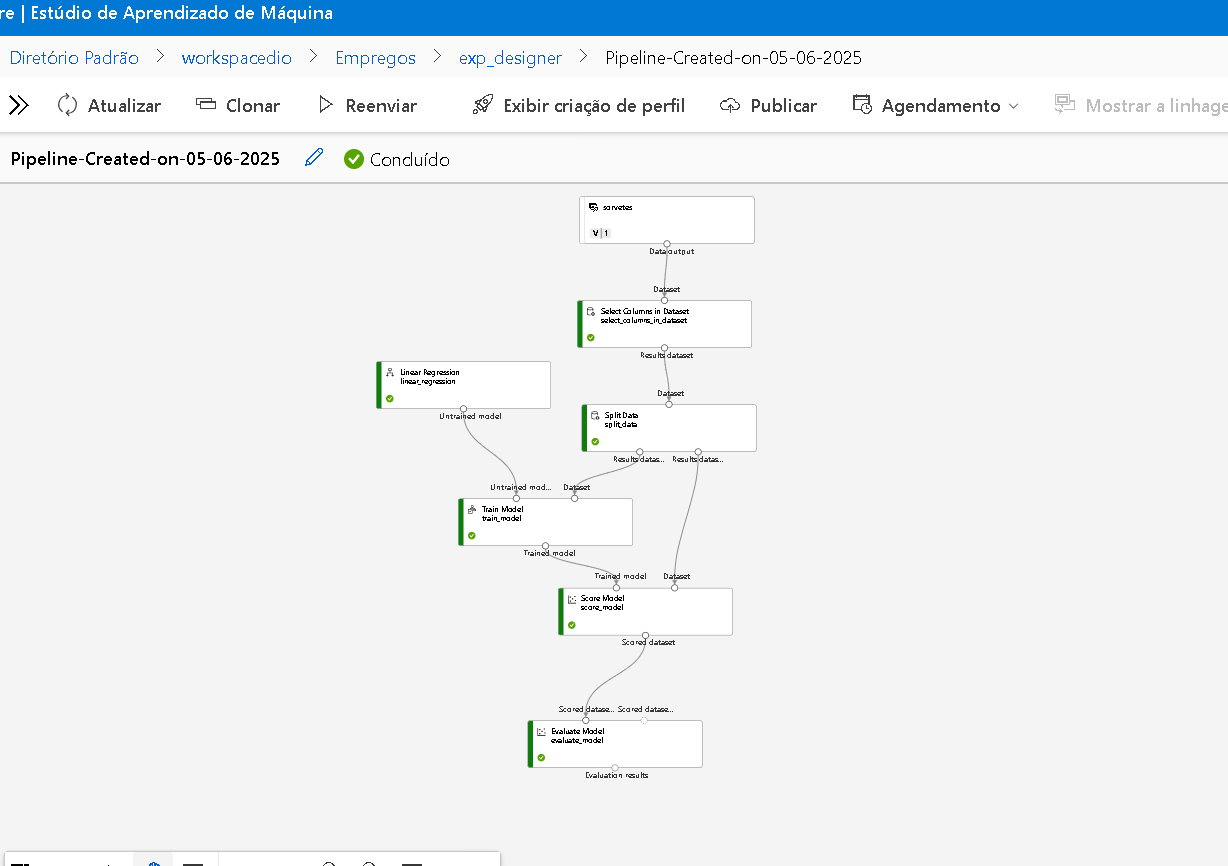 re | Estúdio de Aprendizado de Máquina
Diretório Padrão > workspacedio > Empregos > exp_designer > Pipeline-Created-on-05-06-2025
Atualizar Clonar Reenviar Exibir criação de perfil Publicar Agendamento Mostrar a linhage
Pipeline-Created-on-05-06-2025 Concluído
sorvetes
V 1
Data output
Dataset
Select Columns in Dataset
select_columns_in_dataset
Results dataset
Linear Regression
linear_regression
Untrained model
Dataset
Split Data
split_data
Results datas... Results datas...
Untrained mod... Dataset
Train Model
train_model
Trained model
Trained model Dataset
Score Model
score_model
Scored dataset
Scored datase... Scored datase...
Evaluate Model
evaluate_model
Evaluation results